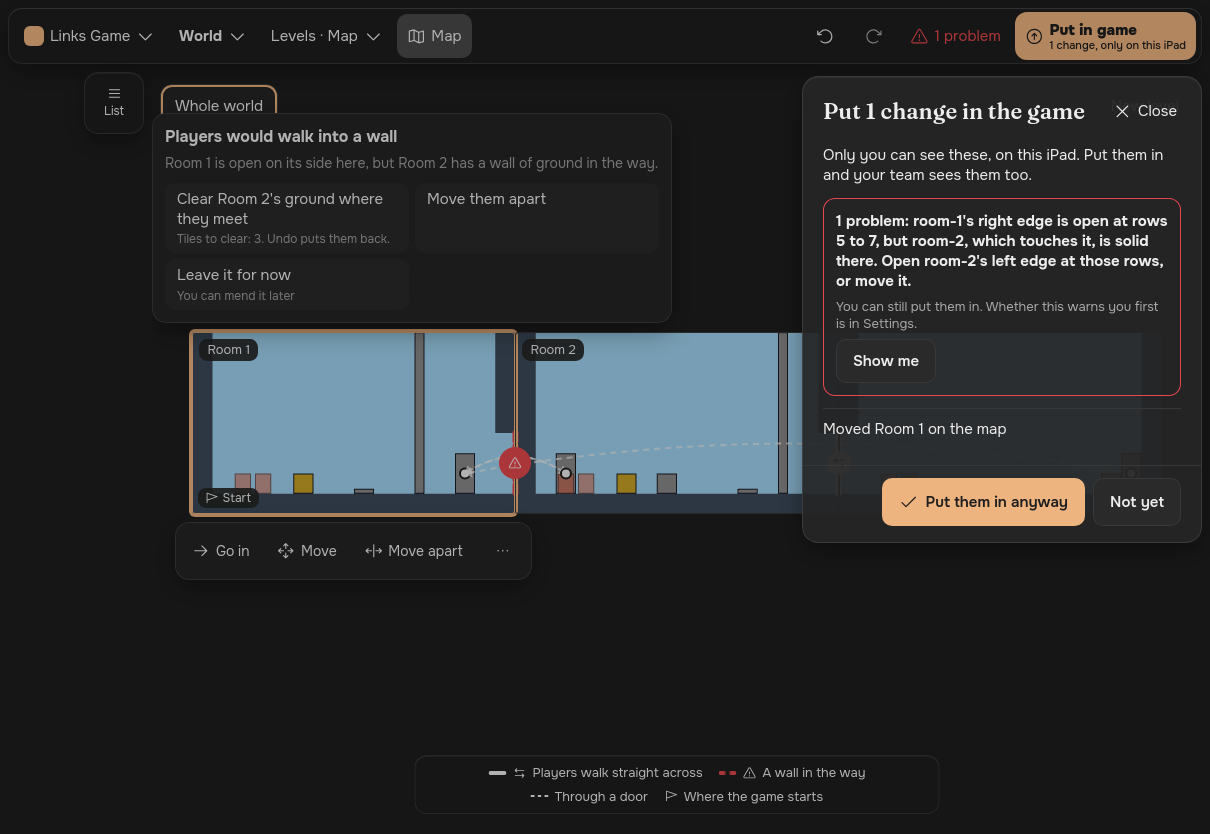 Links Game
World
Levels · Map
Map
1 problem
Put in game
1 change, only on this iPad
List
Whole world
Players would walk into a wall
Room 1 is open on its side here, but Room 2 has a wall of ground in the way.
Clear Room 2's ground where
they meet
Tiles to clear: 3. Undo puts them back.
Move them apart
Leave it for now
You can mend it later
Room 1
Room 2
Start
Go in
Move
Move apart
...
Put 1 change in the game
Close
Only you can see these, on this iPad. Put them in
and your team sees them too.
1 problem: room-1's right edge is open at rows
5 to 7, but room-2, which touches it, is solid
there. Open room-2's left edge at those rows,
or move it.
You can still put them in. Whether this warns you first
is in Settings.
Show me
Moved Room 1 on the map
Put them in anyway
Not yet
Players walk straight across
A wall in the way
Through a door
Where the game starts